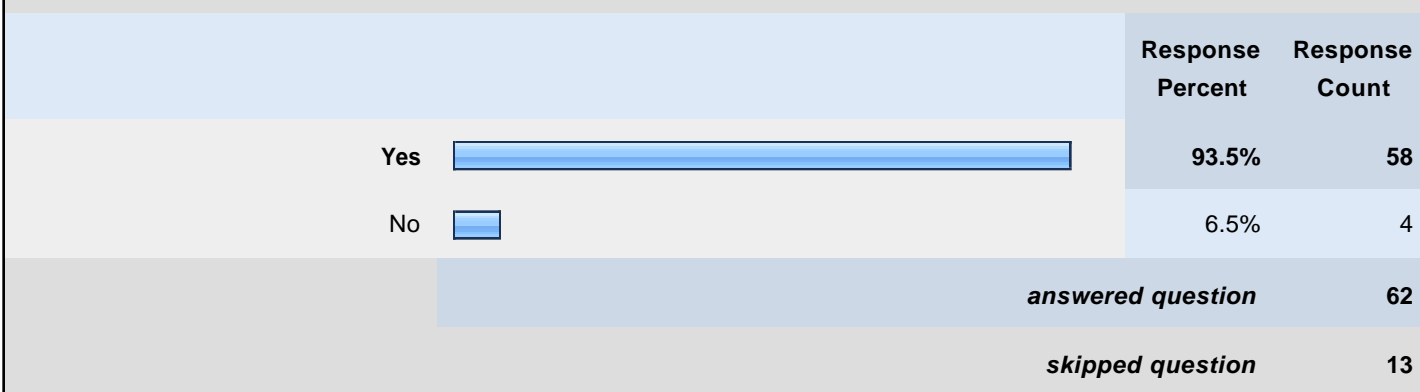 Response Response
Percent Count
Yes 93.5% 58
No 6.5% 4
answered question 62
skipped question 13